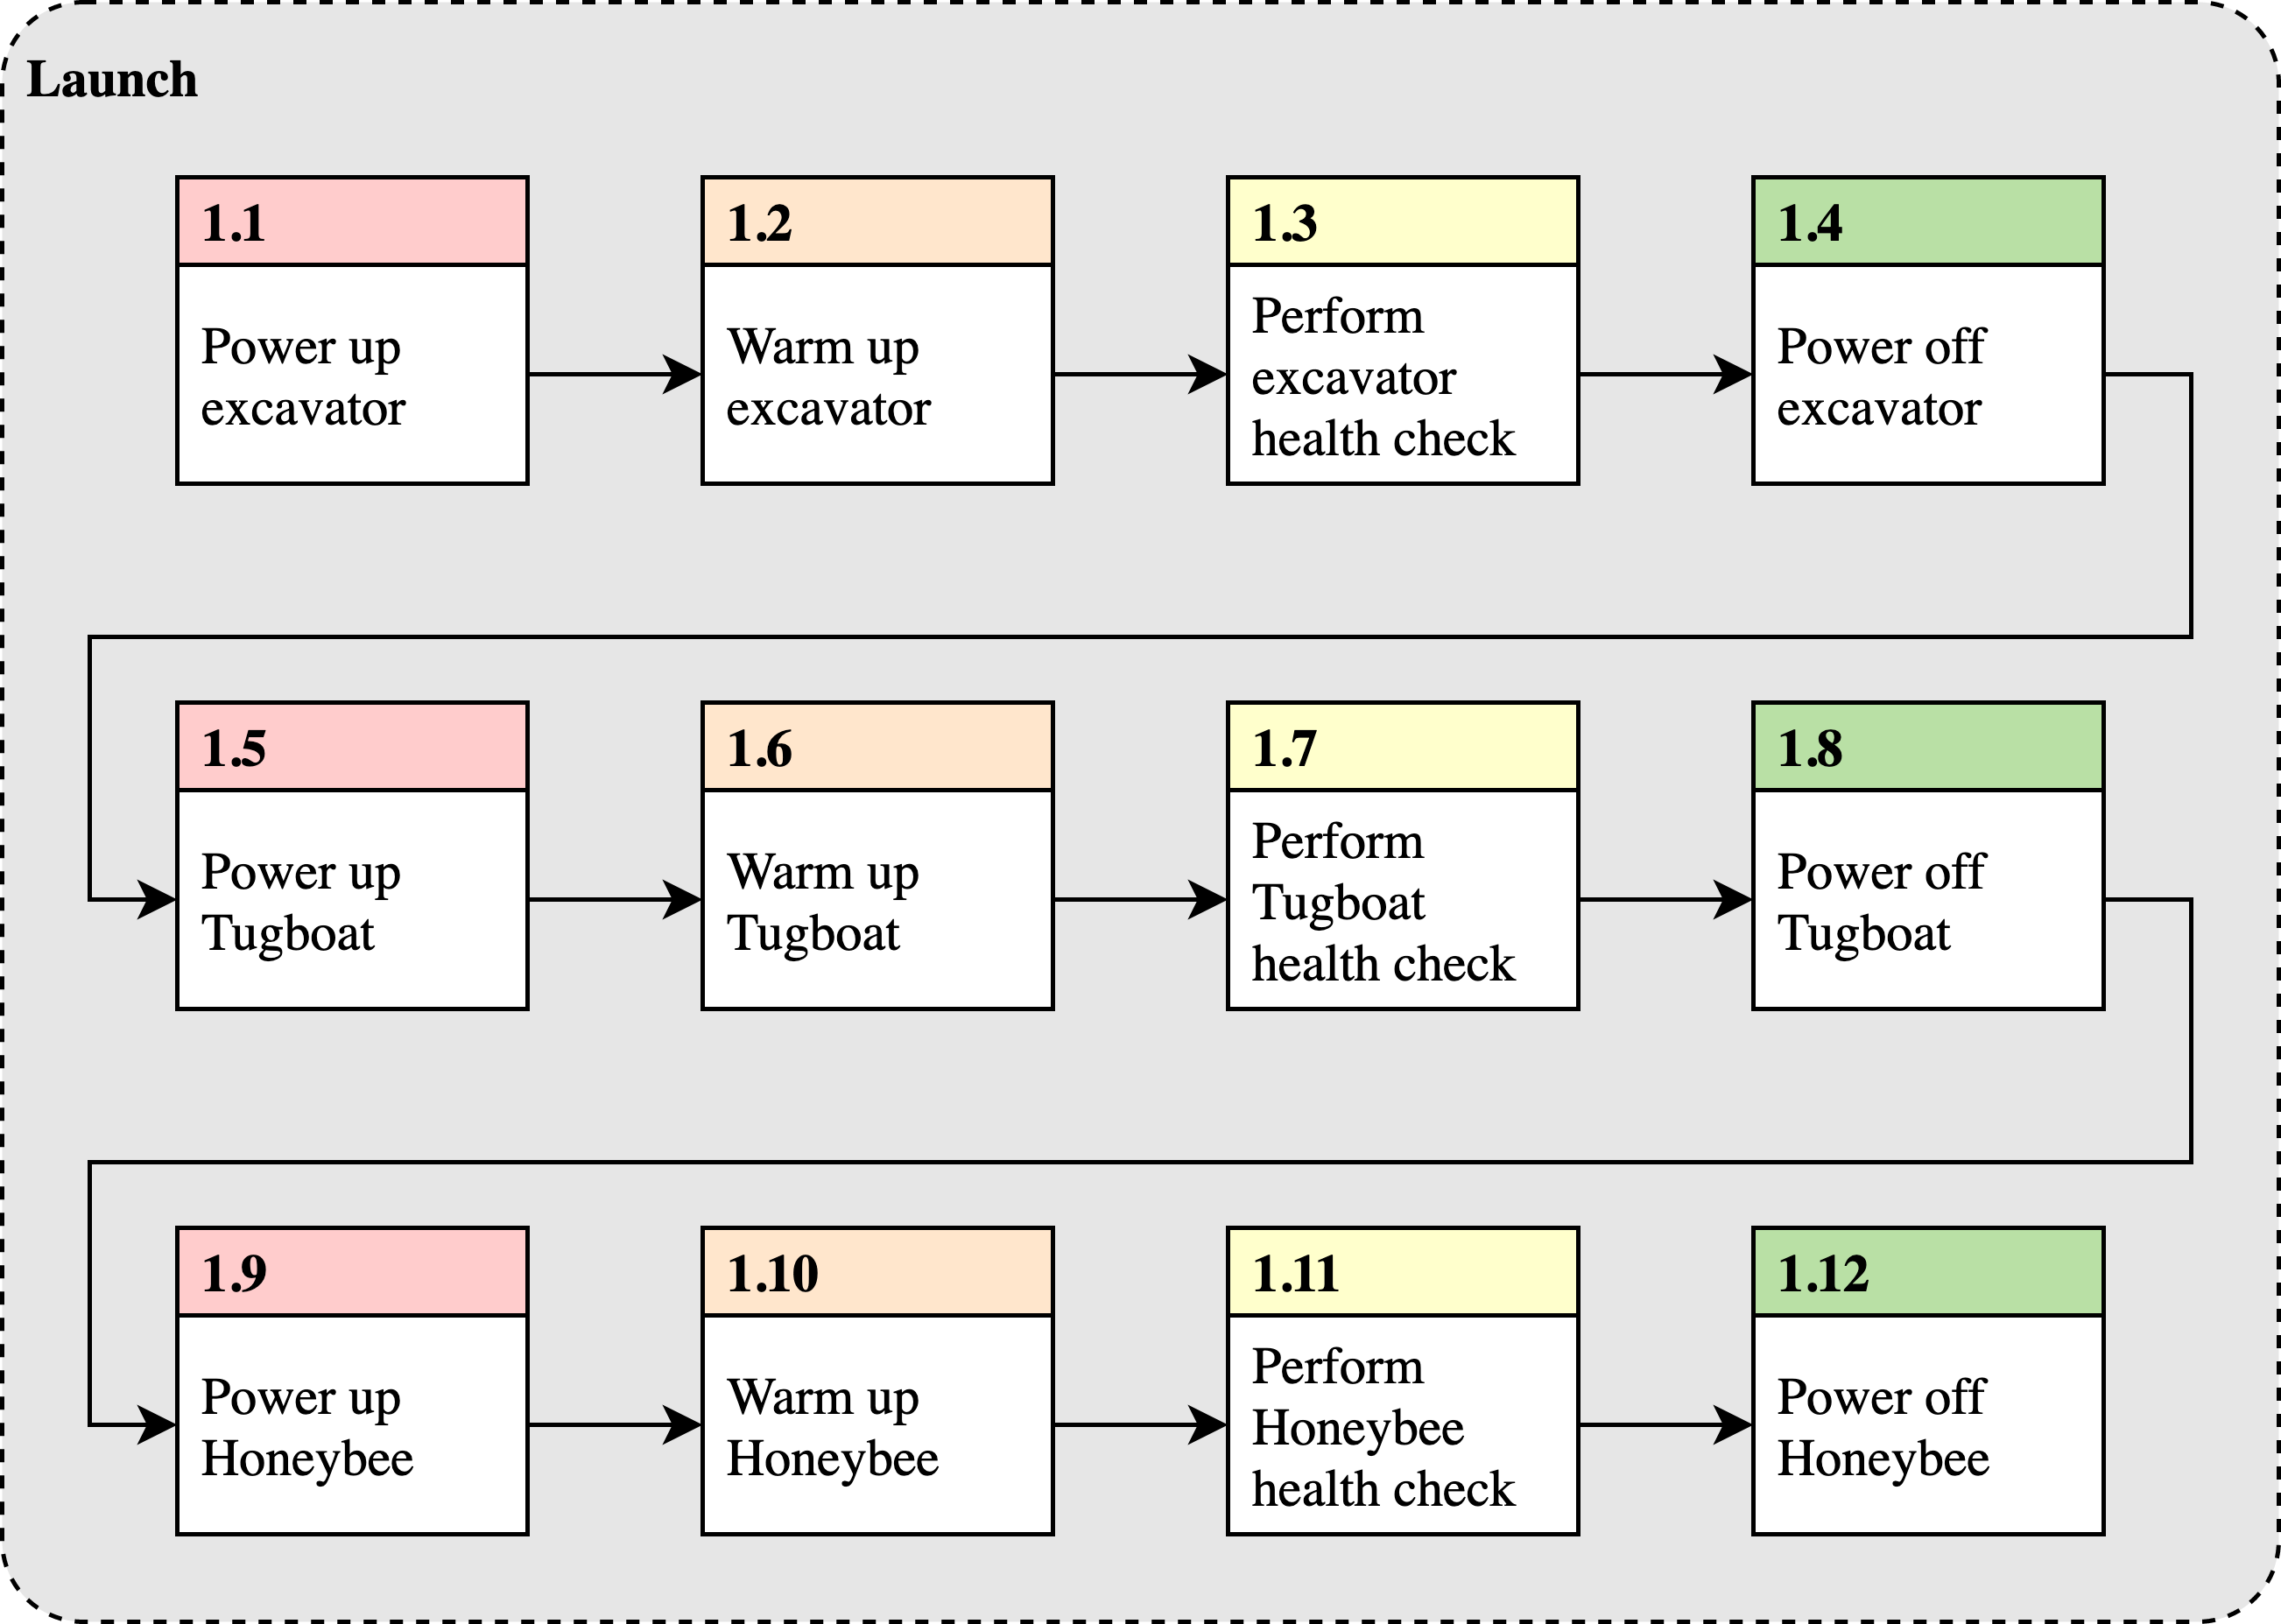 Launch
1.1
Power up
excavator
1.2
Warm up
excavator
1.3
Perform
excavator
health check
1.4
Power off
excavator
1.5
Power up
Tugboat
1.6
Warm up
Tugboat
1.7
Perform
Tugboat
health check
1.8
Power off
Tugboat
1.9
Power up
Honeybee
1.10
Warm up
Honeybee
1.11
Perform
Honeybee
health check
1.12
Power off
Honeybee